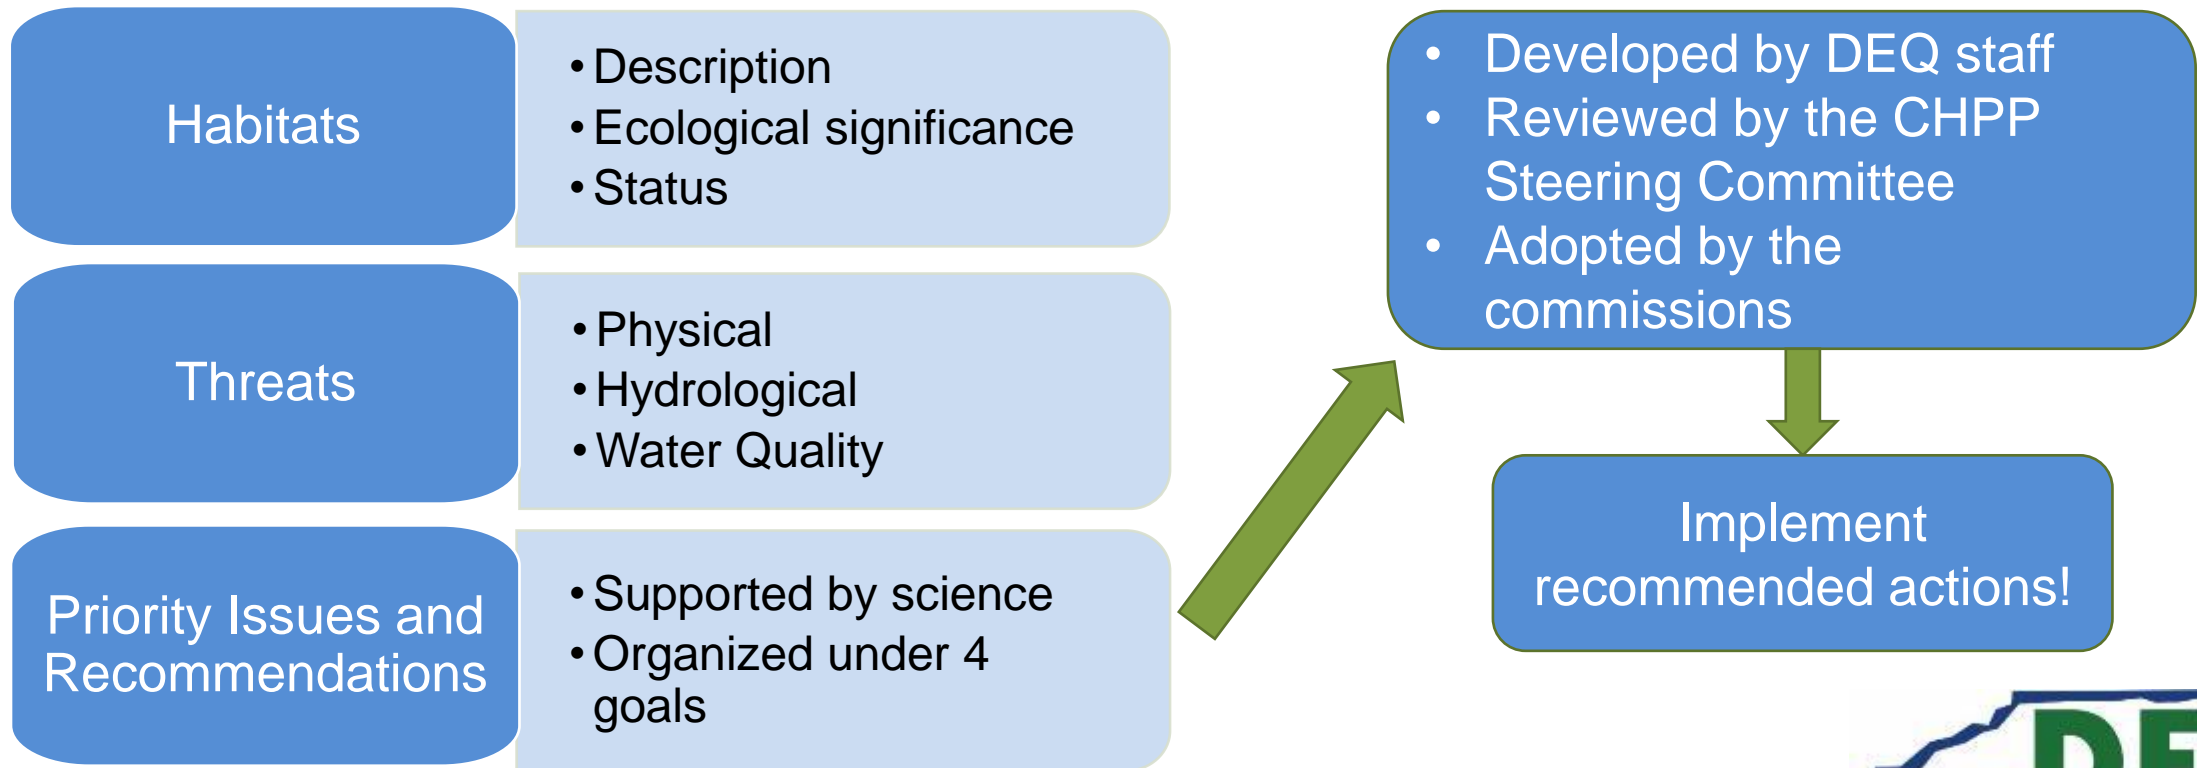 Habitats
• Description
• Ecological significance
• Status
Threats
• Physical
• Hydrological
• Water Quality
Priority Issues and
Recommendations
• Supported by science
• Organized under 4
goals
• Developed by DEQ staff
• Reviewed by the CHPP
Steering Committee
• Adopted by the
commissions
Implement
recommended actions!